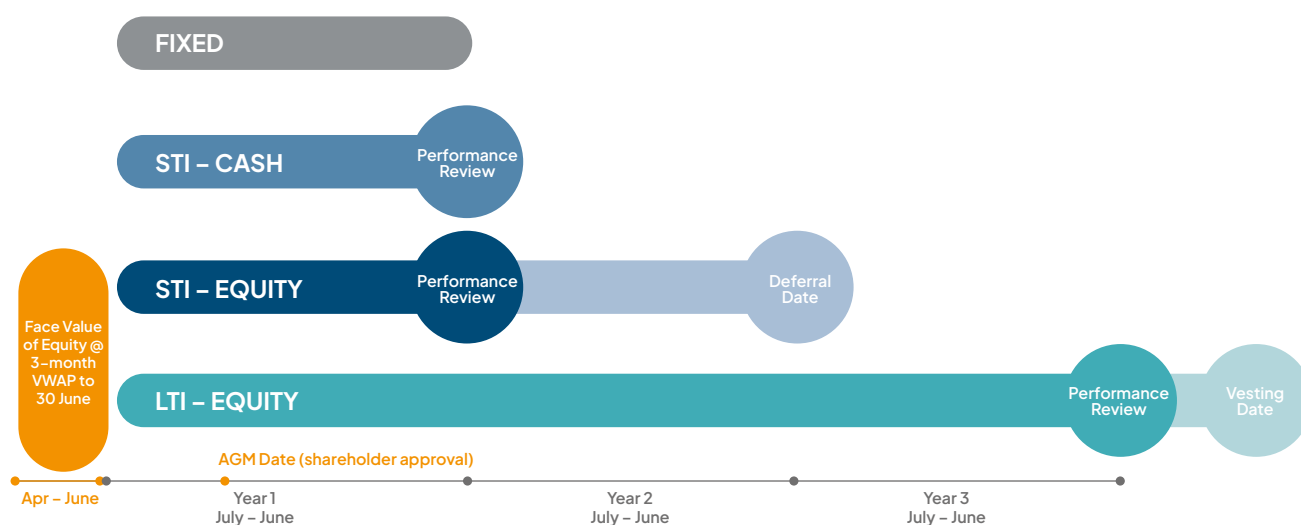 FIXED
STI – CASH
Performance
Review
STI – EQUITY
Performance
Review
Deferral
Date
Face Value
of Equity @
3-month
VWAP to
30 June
LTI – EQUITY
Performance
Review
Vesting
Date
AGM Date (shareholder approval)
Apr – June
Year 1
July – June
Year 2
July – June
Year 3
July – June